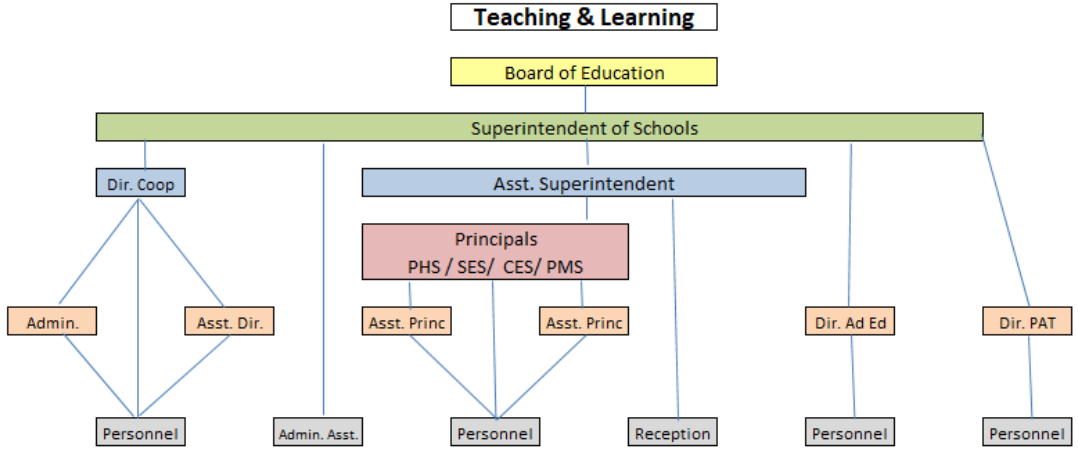 Teaching & Learning
Board of Education
Superintendent of Schools
Dir. Coop
Asst. Superintendent
Principals
PHS / SES/ CES/ PMS
Admin.
Asst. Dir.
Asst. Princ
Asst. Princ
Dir. Ad Ed
Dir. PAT
Personnel
Admin. Asst.
Personnel
Reception
Personnel
Personnel